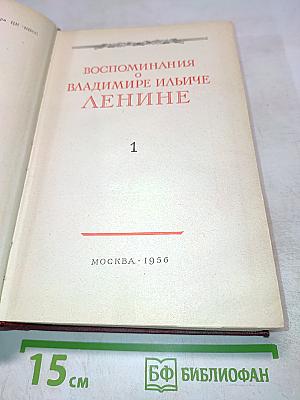 ВОСПОМИНАНИЯ
о
ВЛАДИМИРЕ ИЛЬИЧЕ
ЛЕНИНЕ
1
МОСКВА · 1956
15 см
БФ БИБЛИОФАН